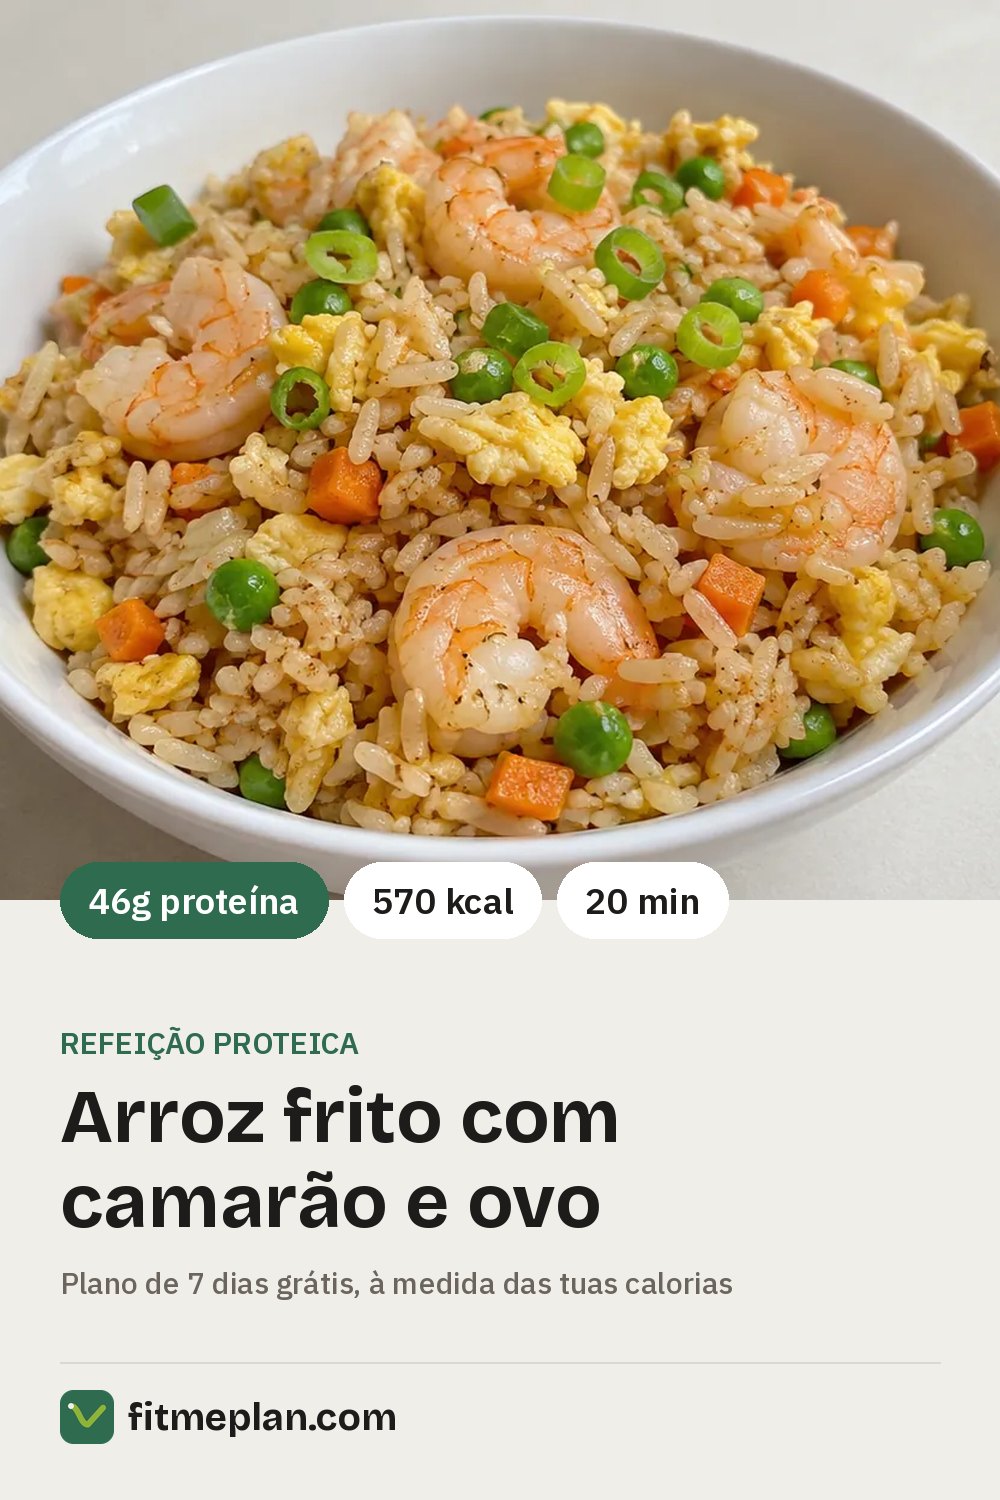 46g proteína
570 kcal
20 min
REFEIÇÃO PROTEICA
Arroz frito com
camarão e ovo
Plano de 7 dias grátis, à medida das tuas calorias
fitmeplan.com